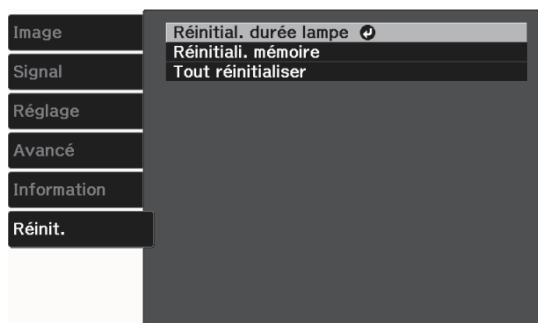 Image
Signal
Réglage
Avancé
Information
Réinit.
Réinitial. durée lampe
Réinitiali. mémoire
Tout réinitialiser